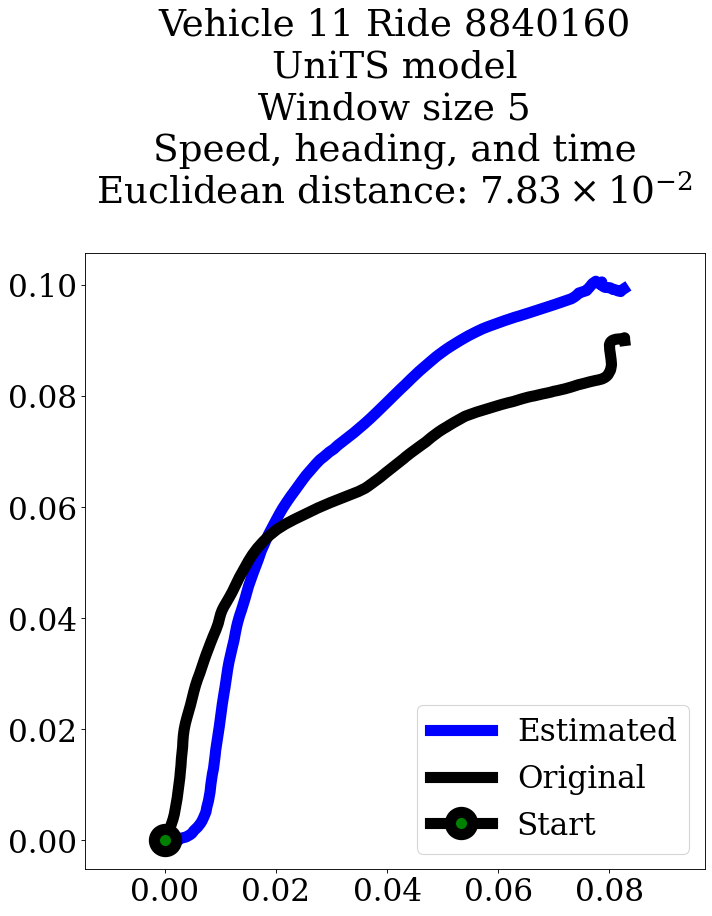 Vehicle 11 Ride 8840160
UniTS model
Window size 5
Speed, heading, and time
Euclidean distance: 7.83 × 10⁻²
0.10
0.08
0.06
0.04
0.02
0.00
Estimated
Original
Start
0.00 0.02 0.04 0.06 0.08